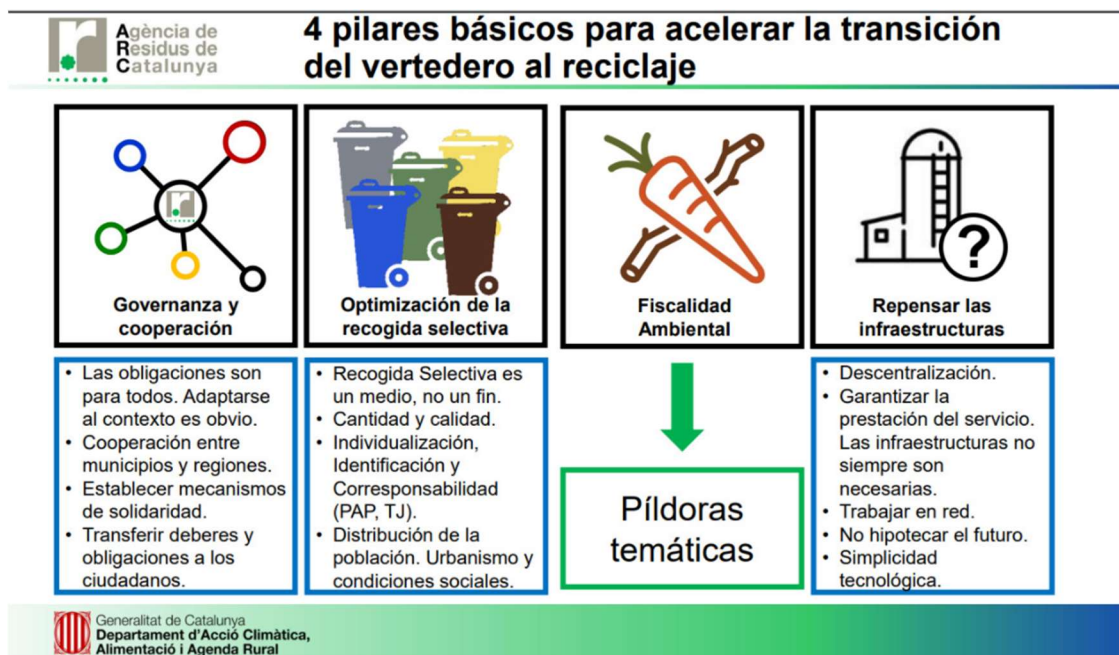 Agència de
Residus de
Catalunya
4 pilares básicos para acelerar la transición
del vertedero al reciclaje
Governanza y
cooperación
Optimización de la
recogida selectiva
Fiscalidad
Ambiental
?
Repensar las
infraestructuras
• Las obligaciones son
para todos. Adaptarse
al contexto es obvio.
• Cooperación entre
municipios y regiones.
• Establecer mecanismos
de solidaridad.
• Transferir deberes y
obligaciones a los
ciudadanos.
• Recogida Selectiva es
un medio, no un fin.
• Cantidad y calidad.
• Individualización,
Identificación y
Corresponsabilidad
(PAP, TJ).
• Distribución de la
población. Urbanismo y
condiciones sociales.
Píldoras
temáticas
• Descentralización.
• Garantizar la
prestación del servicio.
Las infraestructuras no
siempre son
necesarias.
• Trabajar en red.
• No hipotecar el futuro.
• Simplicidad
tecnológica.
Generalitat de Catalunya
Departament d'Acció Climàtica,
Alimentació i Agenda Rural